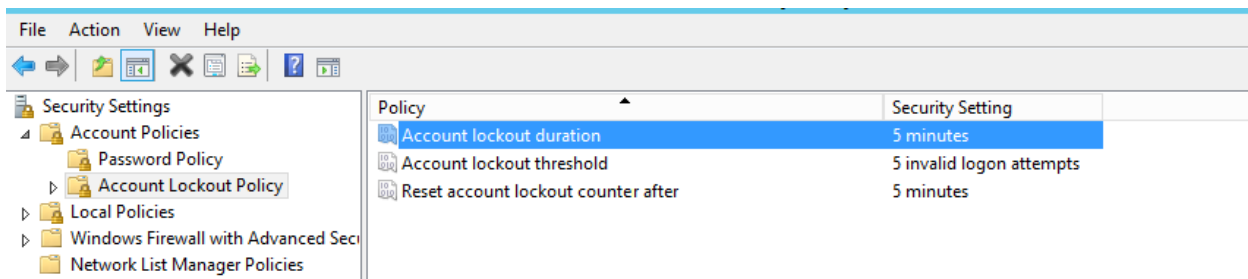 File Action View Help
Security Settings
Account Policies
Password Policy
Account Lockout Policy
Local Policies
Windows Firewall with Advanced Secu
Network List Manager Policies
Policy Security Setting
Account lockout duration 5 minutes
Account lockout threshold 5 invalid logon attempts
Reset account lockout counter after 5 minutes